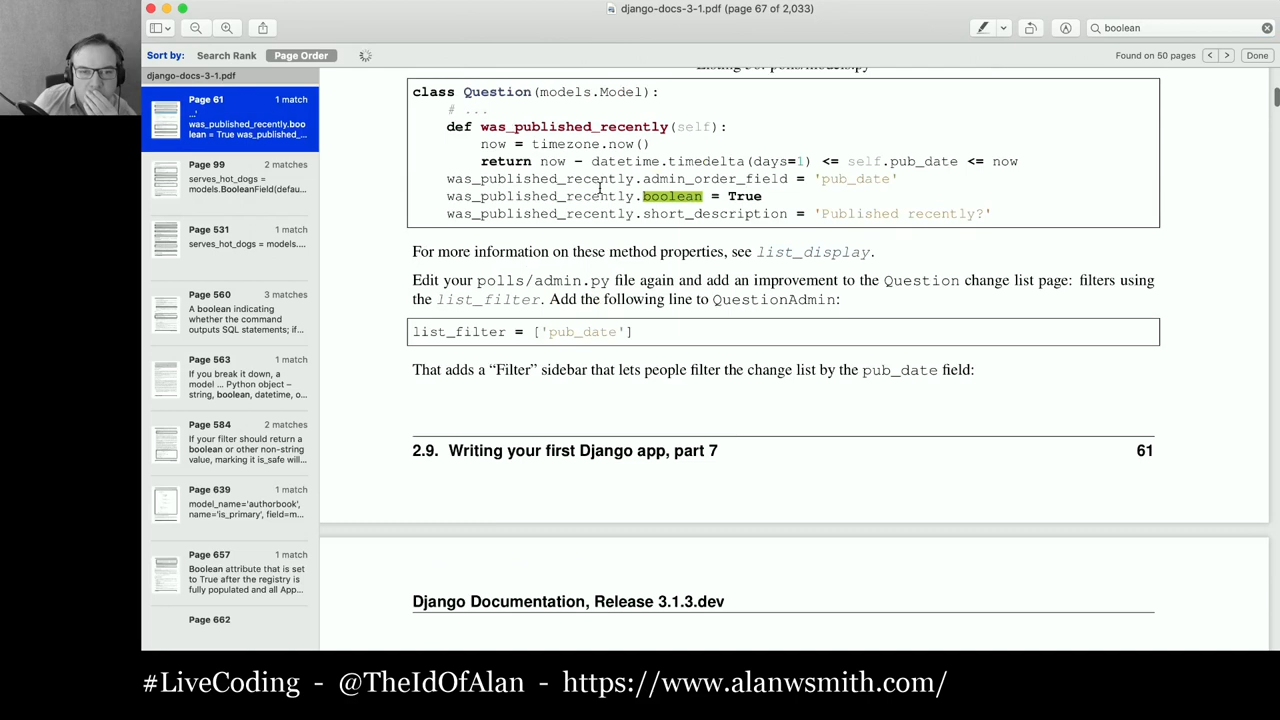 django-docs-3-1.pdf (page 67 of 2,033)
boolean
Sort by: Search Rank Page Order
Found on 50 pages
Done
django-docs-3-1.pdf
Page 61 1 match
...'
was_published_recently.boo
lean = True was_published_...
Page 99 2 matches
serves_hot_dogs =
models.BooleanField(defau...
Page 531 1 match
serves_hot_dogs = models....
Page 560 3 matches
A boolean indicating
whether the command
outputs SQL statements; if...
Page 563 1 match
If you break it down, a
model ... Python object –
string, boolean, datetime, o...
Page 584 2 matches
If your filter should return a
boolean or other non-string
value, marking it is_safe will...
Page 639 1 match
model_name='authorbook',
name='is_primary', field=m...
Page 657 1 match
Boolean attribute that is set
to True after the registry is
fully populated and all App...
Page 662
class Question(models.Model):
# ...
def was_published_recently(self):
now = timezone.now()
return now - datetime.timedelta(days=1) <= self.pub_date <= now
was_published_recently.admin_order_field = 'pub_date'
was_published_recently.boolean = True
was_published_recently.short_description = 'Published recently?'
For more information on these method properties, see list_display.
Edit your polls/admin.py file again and add an improvement to the Question change list page: filters using
the list_filter. Add the following line to QuestionAdmin:
list_filter = ['pub_date']
That adds a “Filter” sidebar that lets people filter the change list by the pub_date field:
2.9. Writing your first Django app, part 7 61
Django Documentation, Release 3.1.3.dev
#LiveCoding - @TheIdOfAlan - https://www.alanwsmith.com/